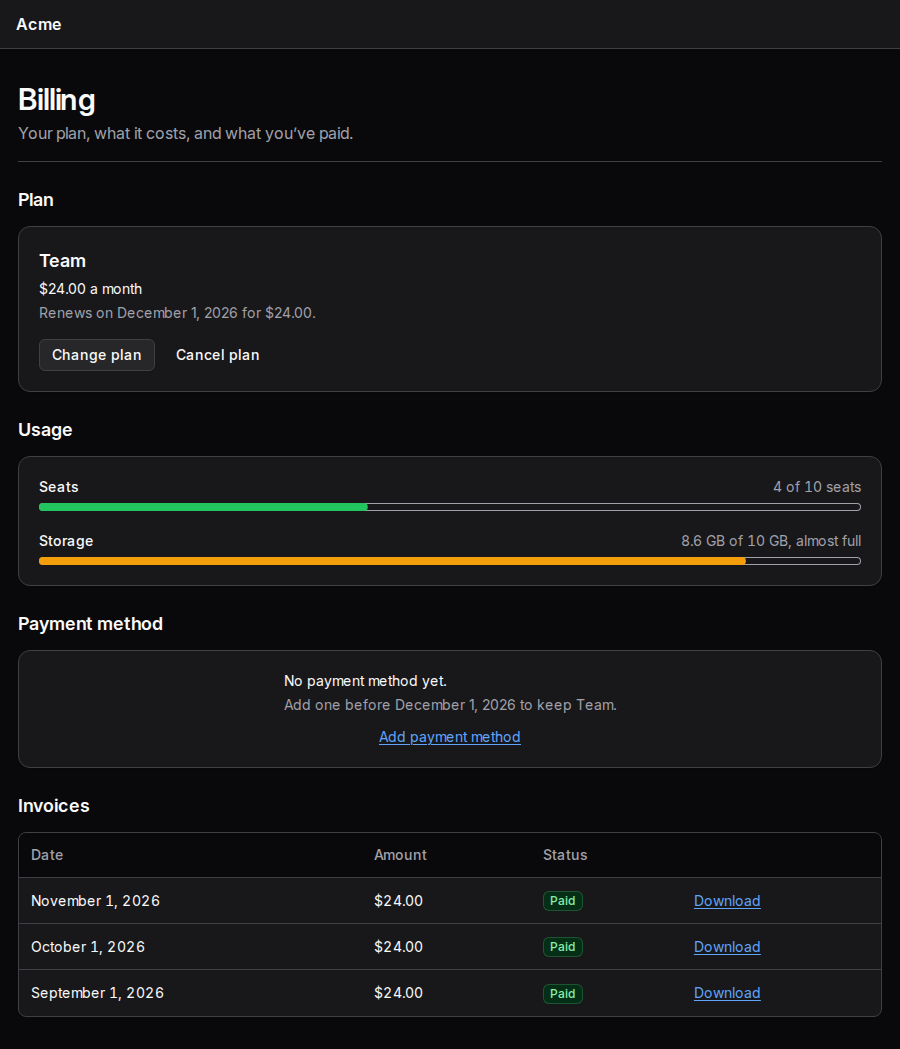 Acme
Billing
Your plan, what it costs, and what you’ve paid.
Plan
Team
$24.00 a month
Renews on December 1, 2026 for $24.00.
Change plan Cancel plan
Usage
Seats 4 of 10 seats
Storage 8.6 GB of 10 GB, almost full
Payment method
No payment method yet.
Add one before December 1, 2026 to keep Team.
Add payment method
Invoices
Date Amount Status
November 1, 2026 $24.00 Paid Download
October 1, 2026 $24.00 Paid Download
September 1, 2026 $24.00 Paid Download